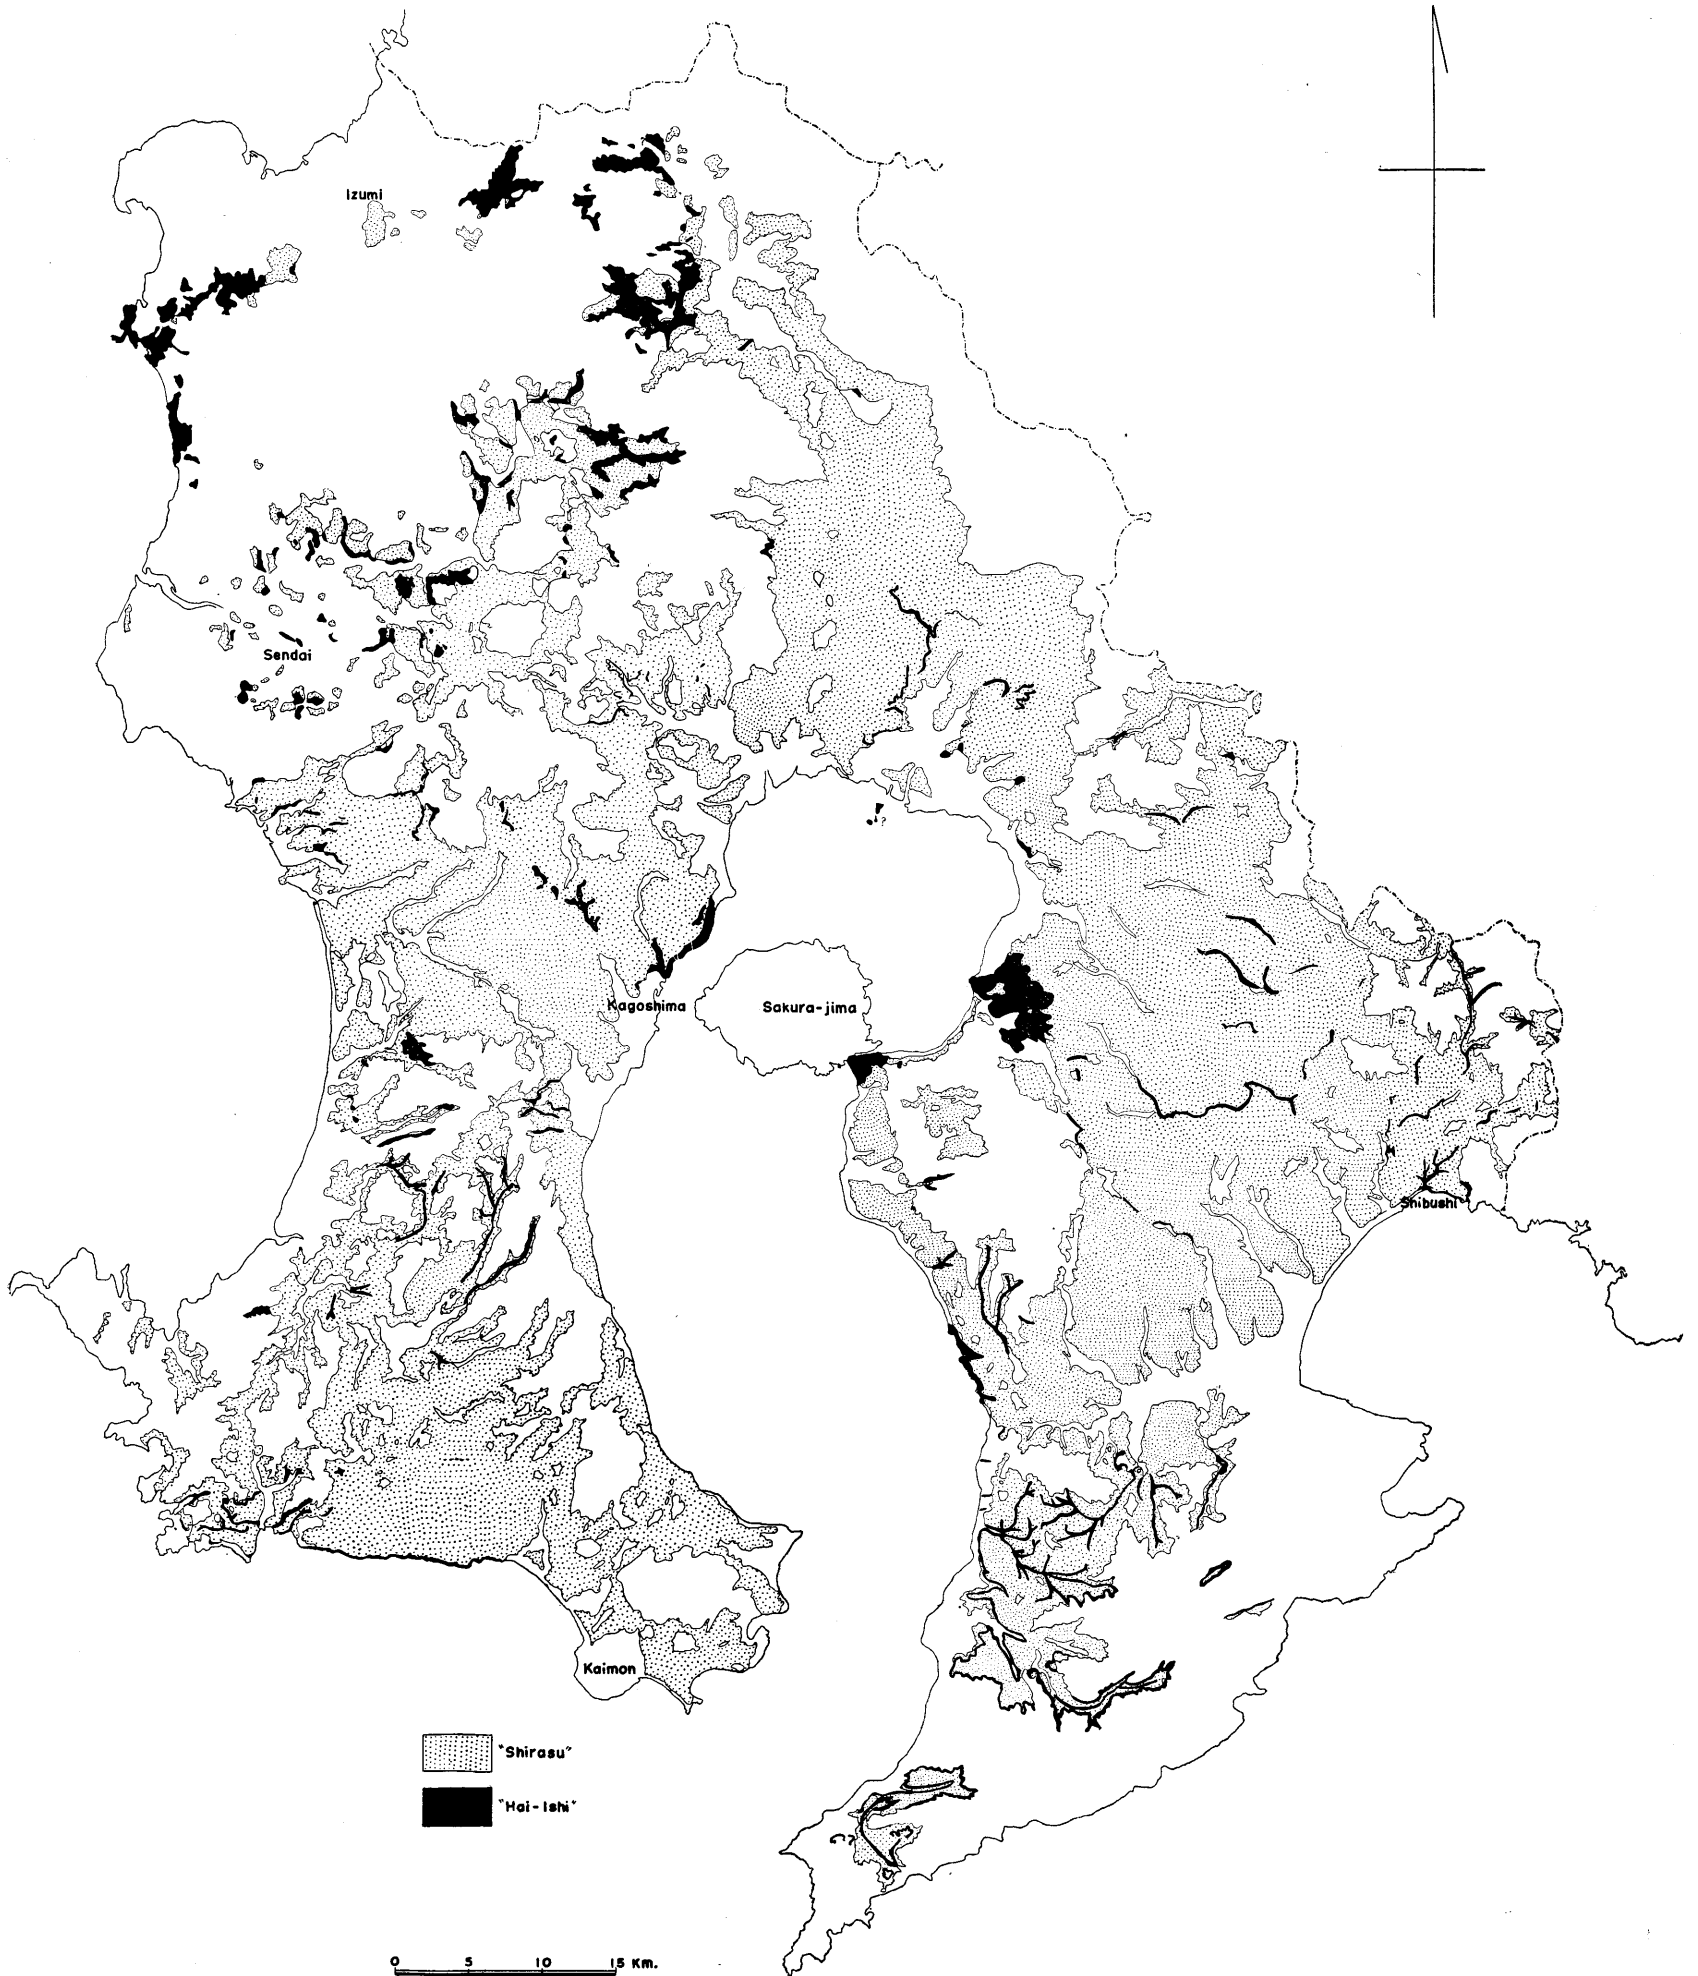 Izumi
Sendai
?
Kagoshima
Sakura-jima
Shibushi
Kaimon
"Shirasu"
"Hai-Ishi"
?
0 5 10 15 Km.